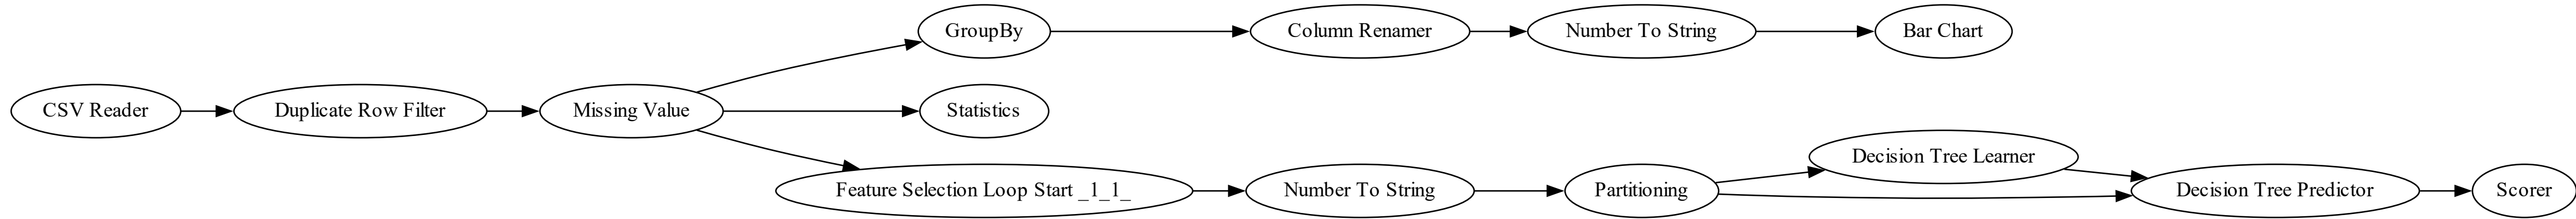 GroupBy
Column Renamer
Number To String
Bar Chart
CSV Reader
Duplicate Row Filter
Missing Value
Statistics
Decision Tree Learner
Feature Selection Loop Start _1_1_
Number To String
Partitioning
Decision Tree Predictor
Scorer